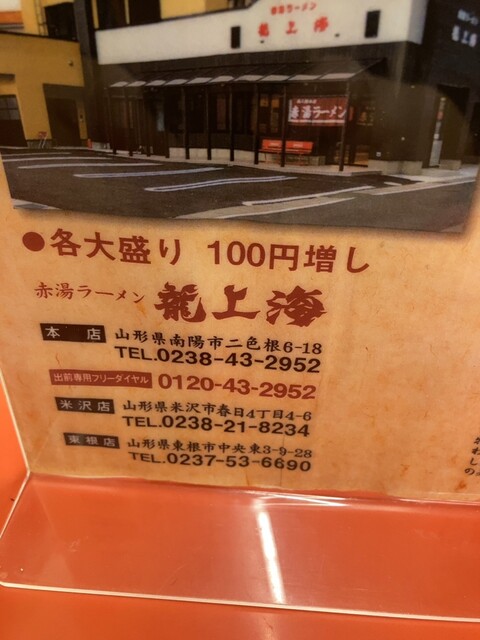 赤湯ラーメン
龍上海
龍上海
赤湯ラーメン
●各大盛り 100円増し
赤湯ラーメン 龍上海
本店 山形県南陽市二色根6-18
TEL.0238-43-2952
出前専用フリーダイヤル 0120-43-2952
米沢店 山形県米沢市春日4丁目4-6
TEL.0238-21-8234
東根店 山形県東根市中央東3-9-28
TEL.0237-53-6690